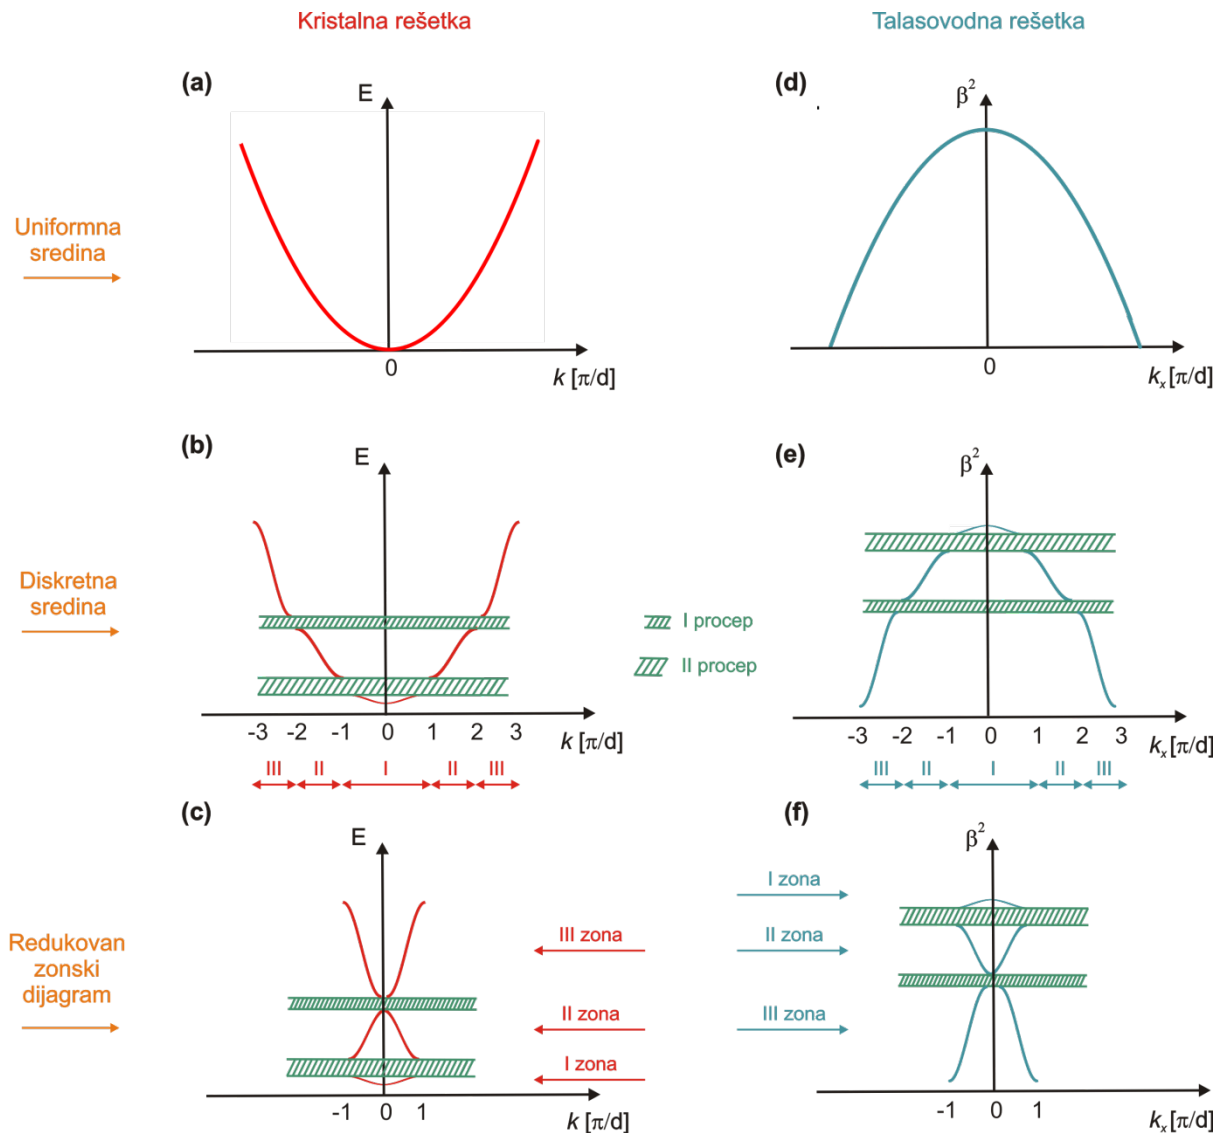 Kristalna rešetka
Talasovodna rešetka
(a)
E
0
k [π/d]
(d)
β²
0
kₓ[π/d]
Uniformna
sredina
(b)
E
-3 -2 -1 0 1 2 3
k [π/d]
III II I II III
(e)
β²
-3 -2 -1 0 1 2 3
kₓ[π/d]
III II I II III
Diskretna
sredina
I procep
II procep
(c)
E
-1 0 1
k [π/d]
III zona
II zona
I zona
(f)
β²
-1 0 1
kₓ[π/d]
I zona
II zona
III zona
Redukovan
zonski
dijagram